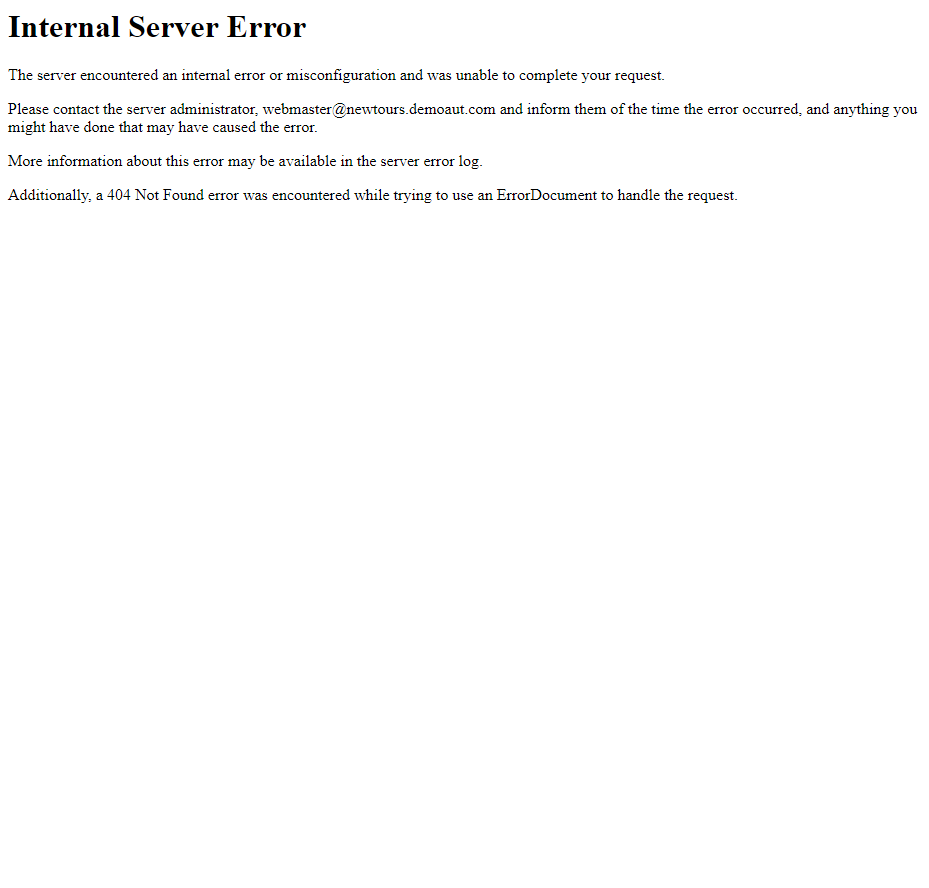 Internal Server Error
The server encountered an internal error or misconfiguration and was unable to complete your request.
Please contact the server administrator, webmaster@newtours.demoaut.com and inform them of the time the error occurred, and anything you
might have done that may have caused the error.
More information about this error may be available in the server error log.
Additionally, a 404 Not Found error was encountered while trying to use an ErrorDocument to handle the request.